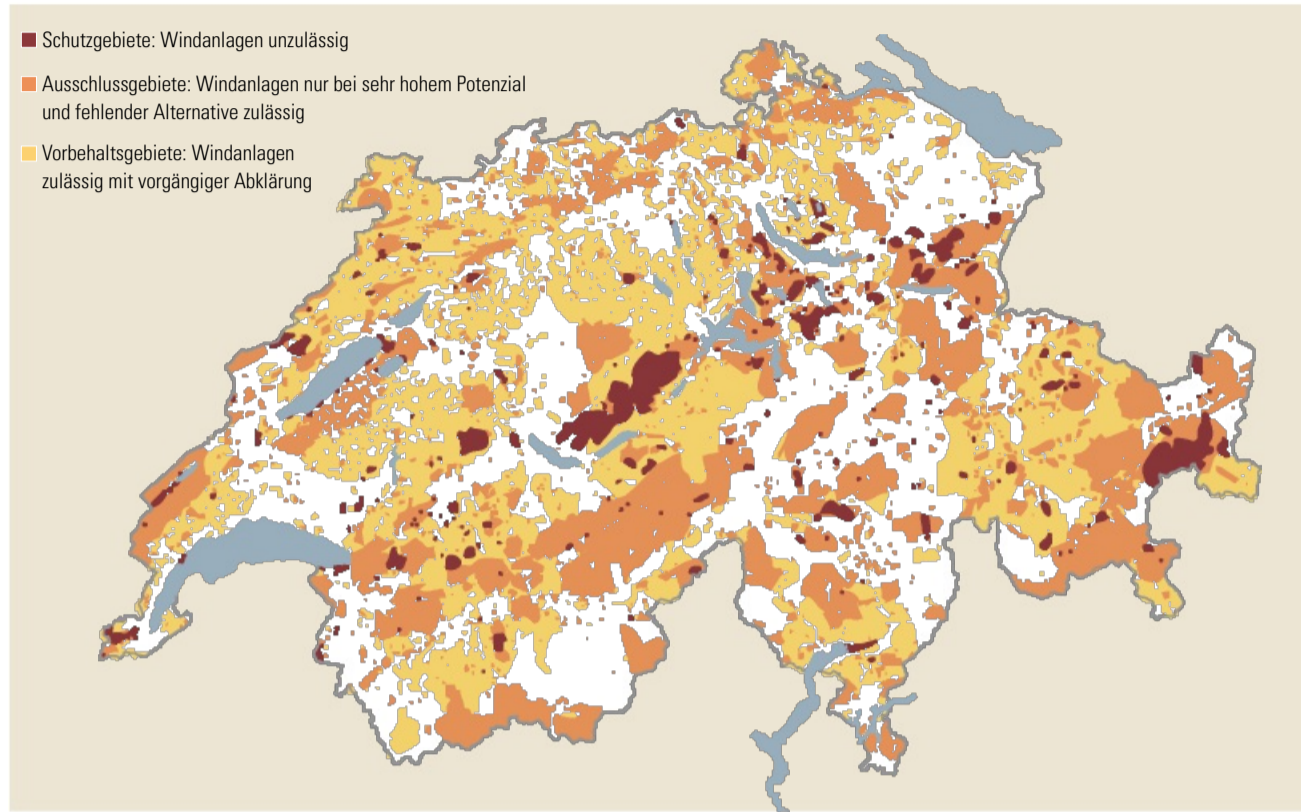 Schutzgebiete: Windanlagen unzulässig
Ausschlussgebiete: Windanlagen nur bei sehr hohem Potenzial
und fehlender Alternative zulässig
Vorbehaltsgebiete: Windanlagen
zulässig mit vorgängiger Abklärung